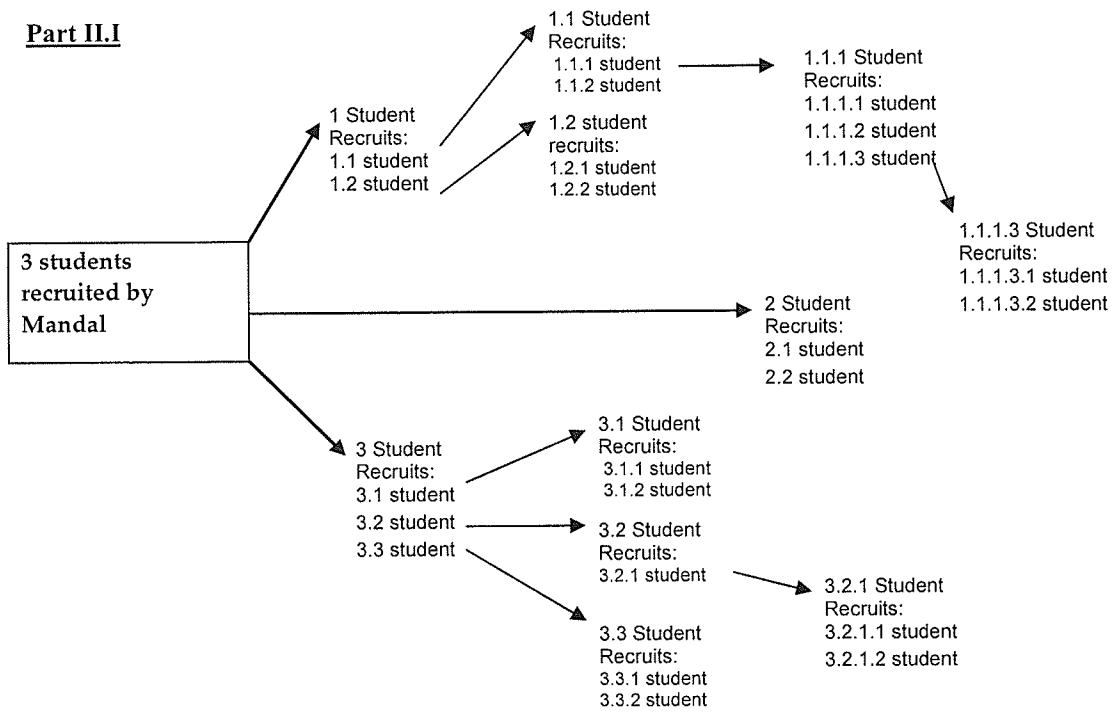 Part II.I
1.1 Student
Recruits:
1.1.1 student
1.1.2 student
1.1.1 Student
Recruits:
1.1.1.1 student
1.1.1.2 student
1.1.1.3 student
1 Student
Recruits:
1.1 student
1.2 student
1.2 student
recruits:
1.2.1 student
1.2.2 student
1.1.1.3 Student
Recruits:
1.1.1.3.1 student
1.1.1.3.2 student
3 students
recruited by
Mandal
2 Student
Recruits:
2.1 student
2.2 student
3 Student
Recruits:
3.1 student
3.2 student
3.3 student
3.1 Student
Recruits:
3.1.1 student
3.1.2 student
3.2 Student
Recruits:
3.2.1 student
3.2.1 Student
Recruits:
3.2.1.1 student
3.2.1.2 student
3.3 Student
Recruits:
3.3.1 student
3.3.2 student